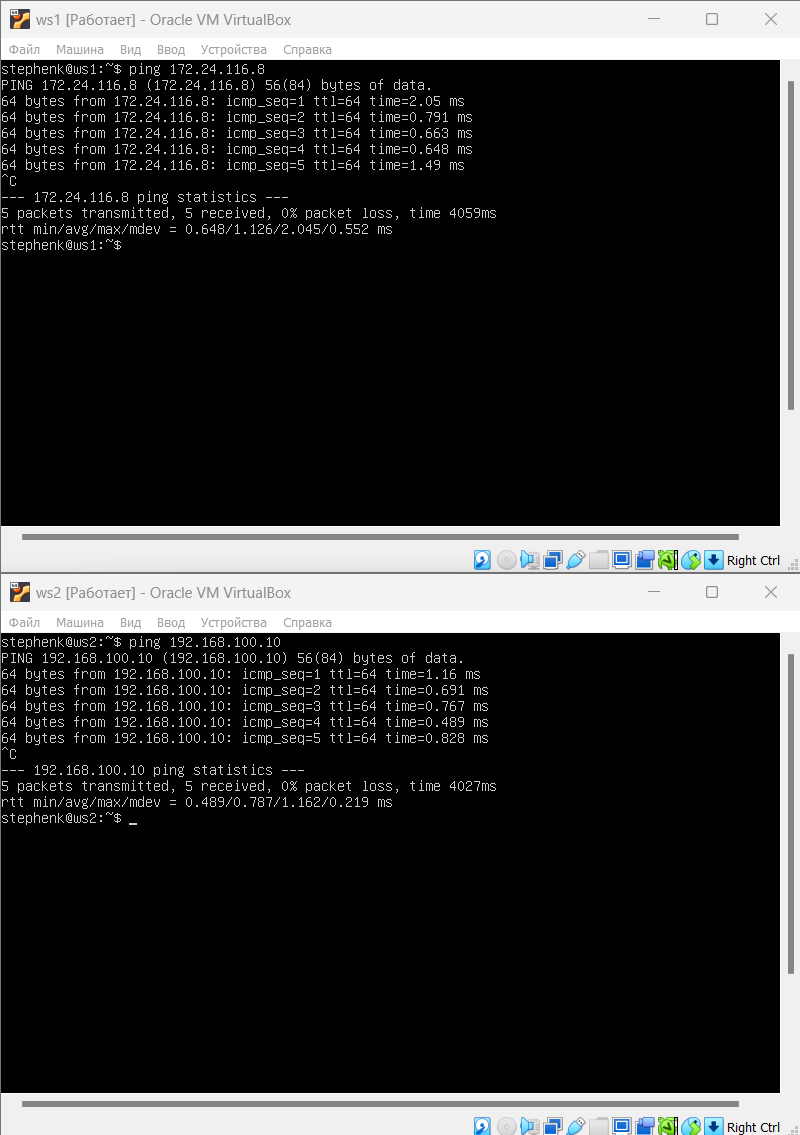 ws1 [Работает] - Oracle VM VirtualBox
Файл Машина Вид Ввод Устройства Справка
stephenk@ws1:~$ ping 172.24.116.8
PING 172.24.116.8 (172.24.116.8) 56(84) bytes of data.
64 bytes from 172.24.116.8: icmp_seq=1 ttl=64 time=2.05 ms
64 bytes from 172.24.116.8: icmp_seq=2 ttl=64 time=0.791 ms
64 bytes from 172.24.116.8: icmp_seq=3 ttl=64 time=0.663 ms
64 bytes from 172.24.116.8: icmp_seq=4 ttl=64 time=0.648 ms
64 bytes from 172.24.116.8: icmp_seq=5 ttl=64 time=1.49 ms
^C
--- 172.24.116.8 ping statistics ---
5 packets transmitted, 5 received, 0% packet loss, time 4059ms
rtt min/avg/max/mdev = 0.648/1.126/2.045/0.552 ms
stephenk@ws1:~$
Right Ctrl
ws2 [Работает] - Oracle VM VirtualBox
Файл Машина Вид Ввод Устройства Справка
stephenk@ws2:~$ ping 192.168.100.10
PING 192.168.100.10 (192.168.100.10) 56(84) bytes of data.
64 bytes from 192.168.100.10: icmp_seq=1 ttl=64 time=1.16 ms
64 bytes from 192.168.100.10: icmp_seq=2 ttl=64 time=0.691 ms
64 bytes from 192.168.100.10: icmp_seq=3 ttl=64 time=0.767 ms
64 bytes from 192.168.100.10: icmp_seq=4 ttl=64 time=0.489 ms
64 bytes from 192.168.100.10: icmp_seq=5 ttl=64 time=0.828 ms
^C
--- 192.168.100.10 ping statistics ---
5 packets transmitted, 5 received, 0% packet loss, time 4027ms
rtt min/avg/max/mdev = 0.489/0.787/1.162/0.219 ms
stephenk@ws2:~$ _
Right Ctrl